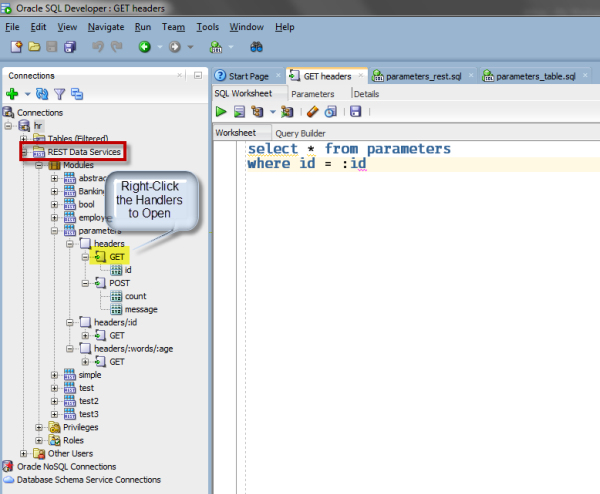 Oracle SQL Developer : GET headers
File Edit View Navigate Run Team Tools Window Help
Connections
Connections
hr
Tables (Filtered)
REST Data Services
Modules
abstrac
Banking
bool
employe
parameters
headers
GET
id
POST
count
message
headers/:id
GET
headers/:words/:age
GET
simple
test
test2
test3
Privileges
Roles
Other Users
Oracle NoSQL Connections
Database Schema Service Connections
Right-Click
the Handlers
to Open
Start Page GET headers parameters_rest.sql parameters_table.sql
SQL Worksheet Parameters Details
Worksheet Query Builder
select * from parameters
where id = :id